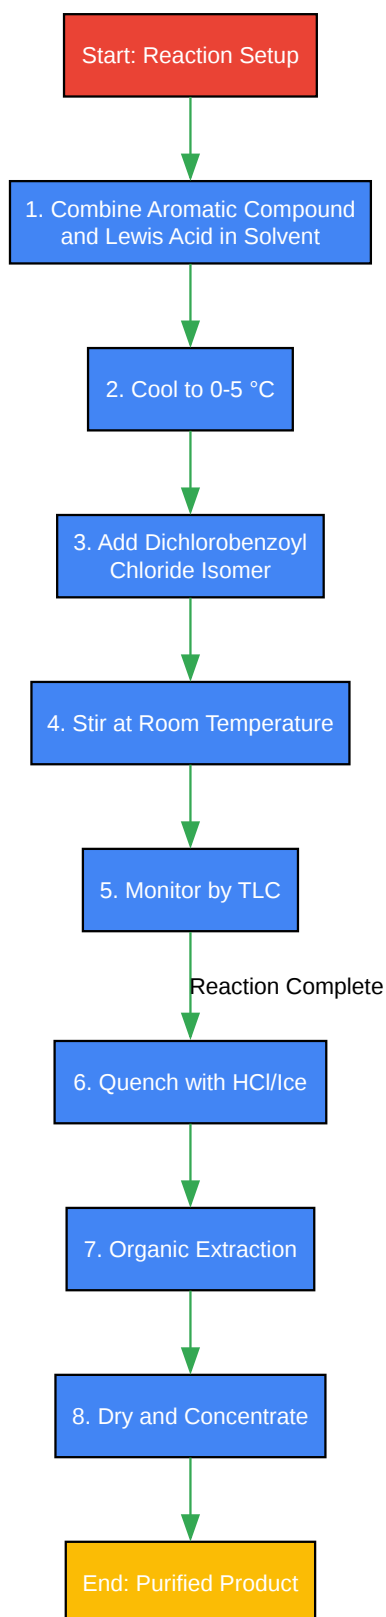 Start: Reaction Setup
1. Combine Aromatic Compound
and Lewis Acid in Solvent
2. Cool to 0-5 °C
3. Add Dichlorobenzoyl
Chloride Isomer
4. Stir at Room Temperature
5. Monitor by TLC
Reaction Complete
6. Quench with HCl/Ice
7. Organic Extraction
8. Dry and Concentrate
End: Purified Product